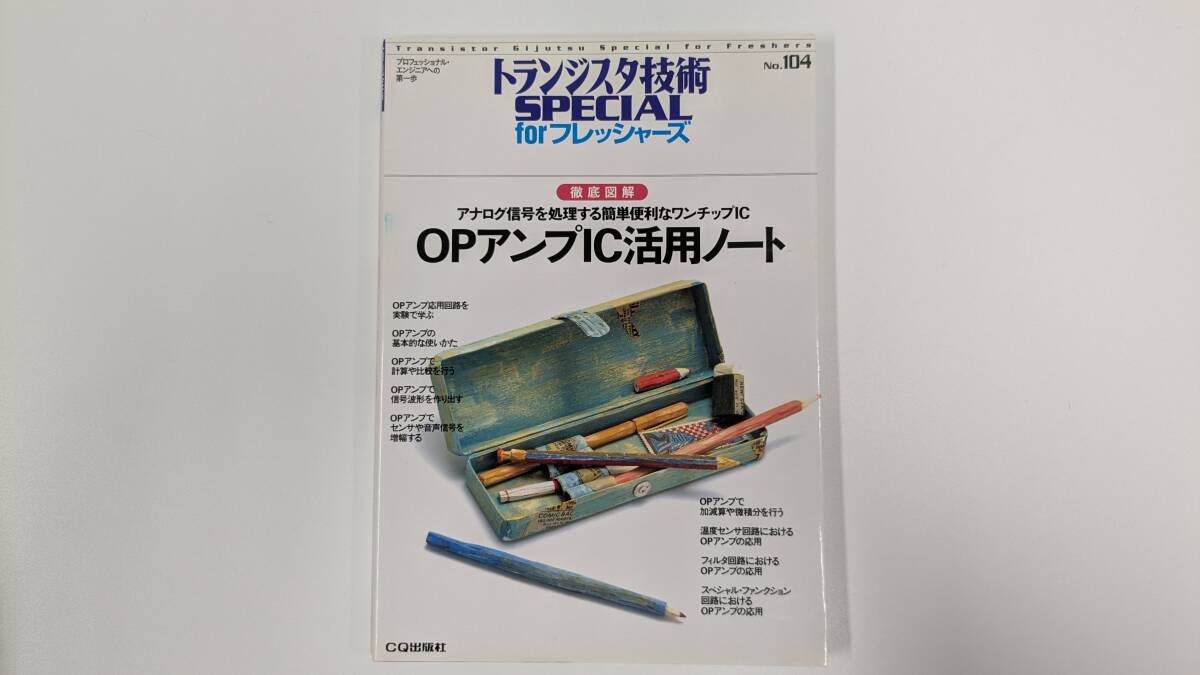 Transistor Gijutsu Special for Freshers
プロフェッショナル・
エンジニアへの
第一歩
トランジスタ技術
SPECIAL
forフレッシャーズ
No.104
徹底図解
アナログ信号を処理する簡単便利なワンチップIC
OPアンプIC活用ノート
OPアンプ応用回路を
実験で学ぶ
OPアンプの
基本的な使いかた
OPアンプで
計算や比較を行う
OPアンプで
信号波形を作り出す
OPアンプで
センサや音声信号を
増幅する
COMIC BAG
OPアンプで
加減算や微積分を行う
温度センサ回路における
OPアンプの応用
フィルタ回路における
OPアンプの応用
スペシャル・ファンクション
回路における
OPアンプの応用
CQ出版社